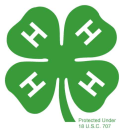 H H
H H
Protected Under
18 U.S.C. 707